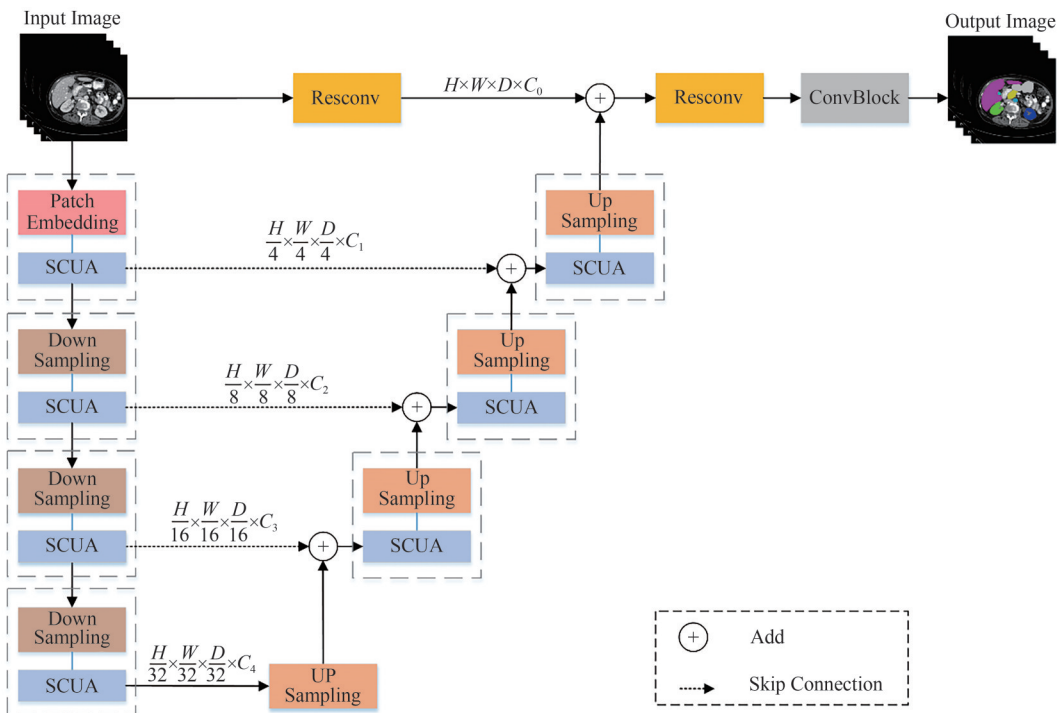 Input Image
Output Image
Resconv
H×W×D×C₀
+
Resconv
ConvBlock
Patch
Embedding
SCUA
H/4×W/4×D/4×C₁
+
Up
Sampling
SCUA
Down
Sampling
SCUA
H/8×W/8×D/8×C₂
+
Up
Sampling
SCUA
Down
Sampling
SCUA
H/16×W/16×D/16×C₃
+
Up
Sampling
SCUA
Down
Sampling
SCUA
H/32×W/32×D/32×C₄
UP
Sampling
+ Add
Skip Connection